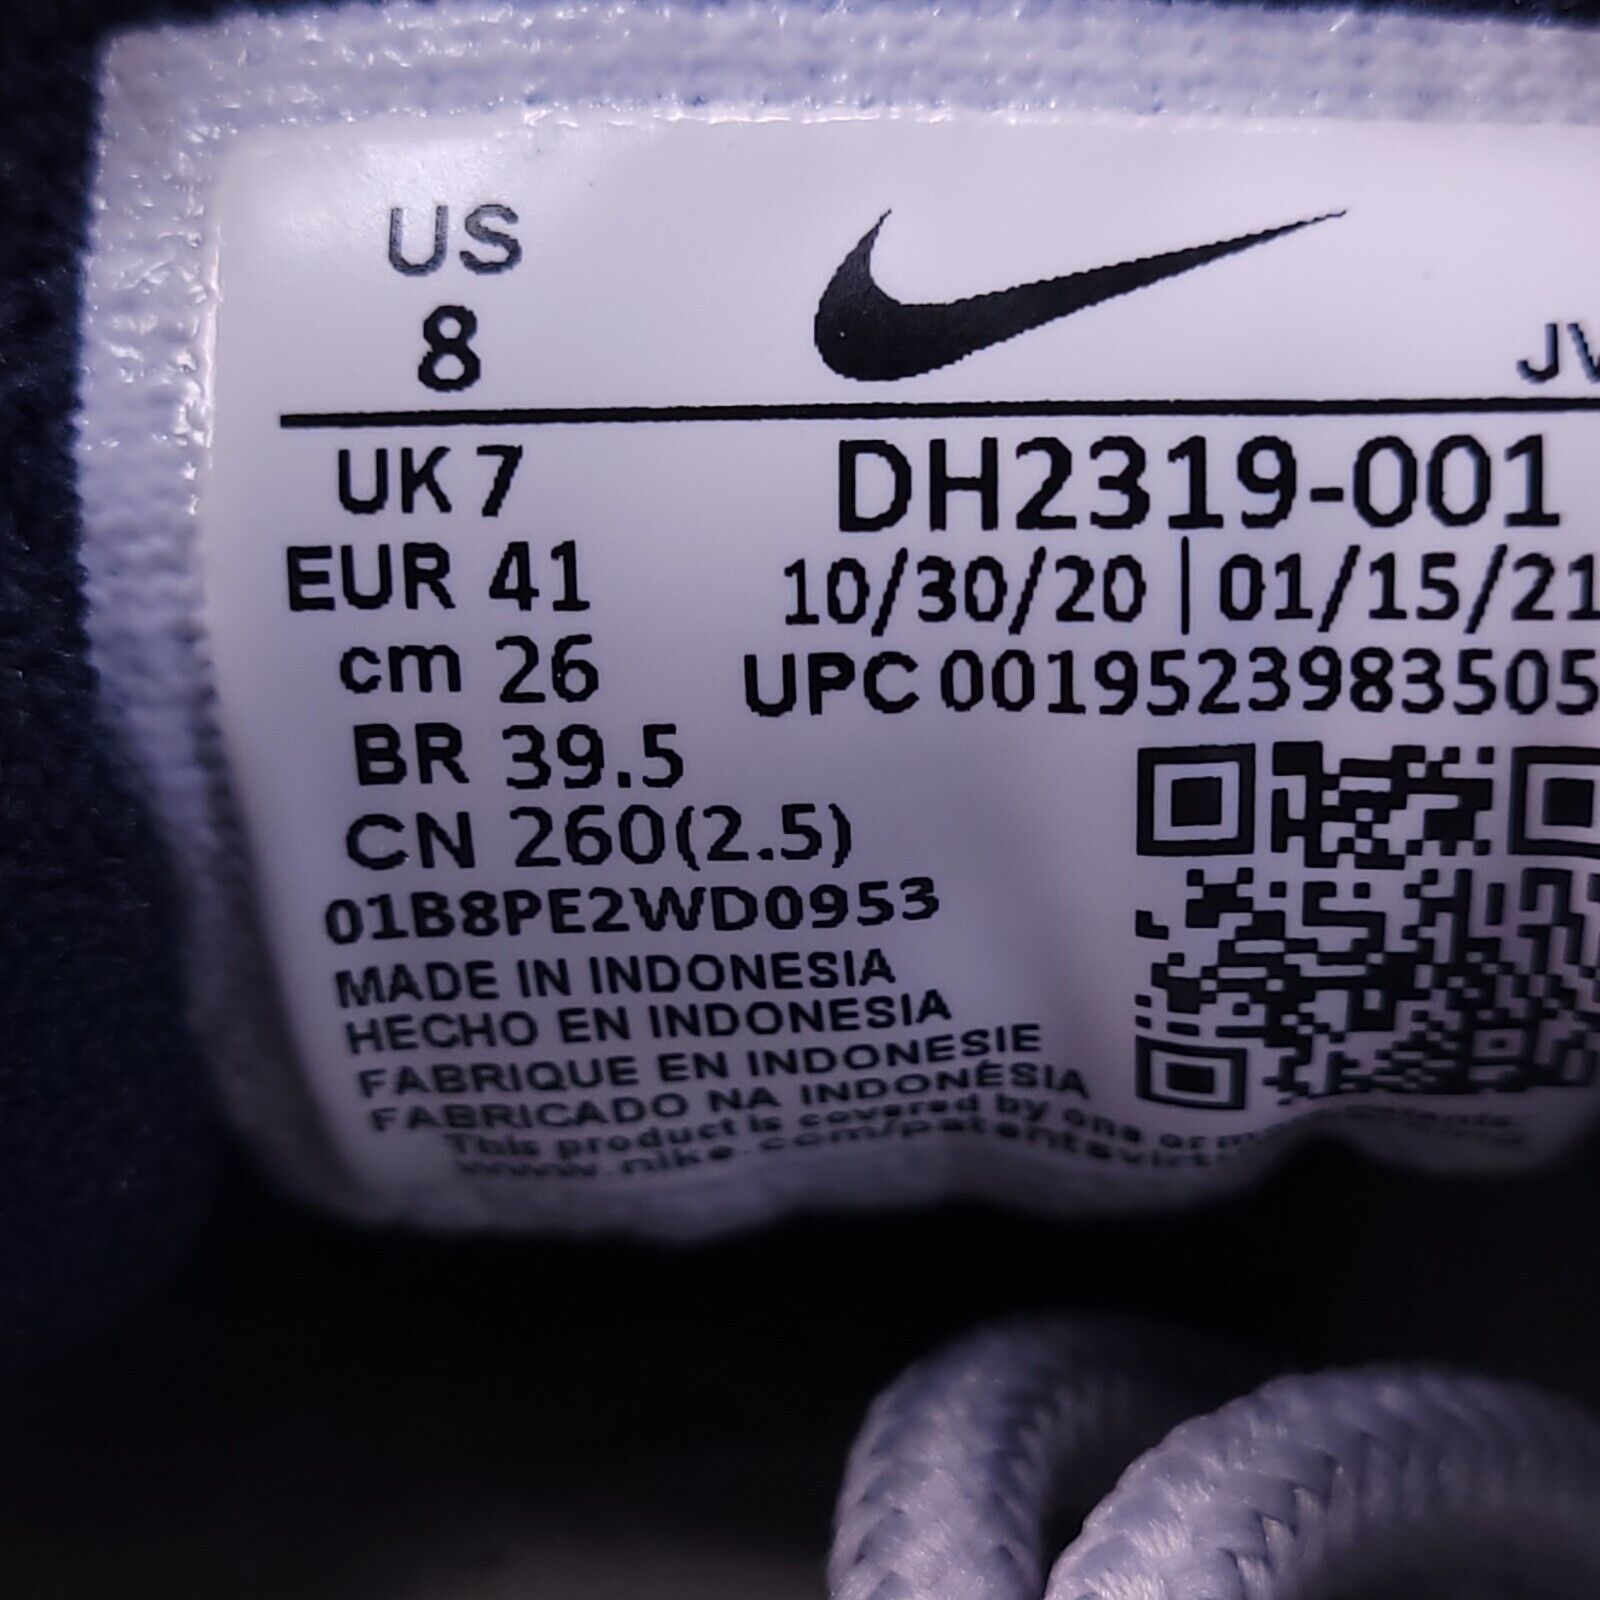 US
8
JV
UK 7
EUR 41
cm 26
BR 39.5
CN 260(2.5)
01B8PE2WD0953
MADE IN INDONESIA
HECHO EN INDONESIA
FABRIQUE EN INDONESIE
FABRICADO NA INDONÉSIA
This product is covered by one or
www.nike.com/patents
DH2319-001
10/30/20 | 01/15/21
UPC 0019523983505